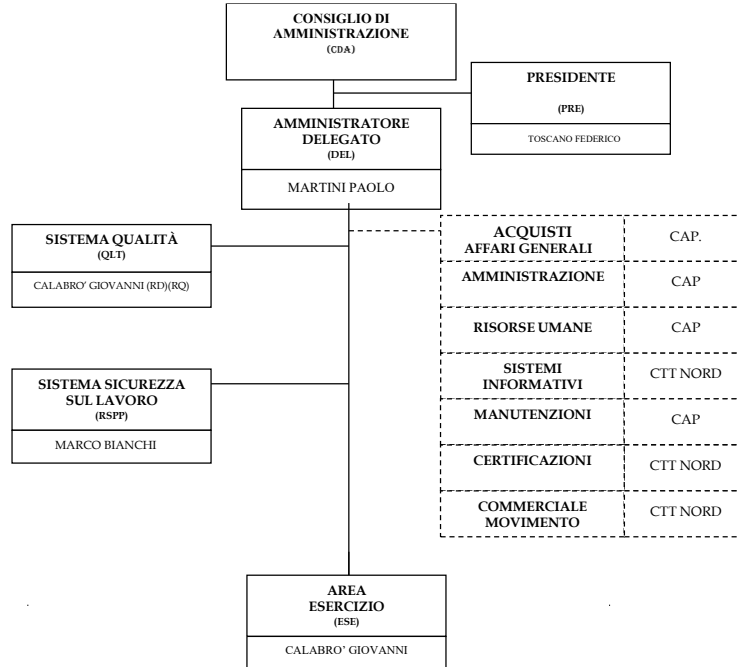 CONSIGLIO DI
AMMINISTRAZIONE
(CDA)
PRESIDENTE
(PRE)
TOSCANO FEDERICO
AMMINISTRATORE
DELEGATO
(DEL)
MARTINI PAOLO
SISTEMA QUALITÀ
(QLT)
CALABRO' GIOVANNI (RD)(RQ)
ACQUISTI
AFFARI GENERALI
CAP.
AMMINISTRAZIONE
CAP
RISORSE UMANE
CAP
SISTEMI
INFORMATIVI
CTT NORD
MANUTENZIONI
CAP
CERTIFICAZIONI
CTT NORD
COMMERCIALE
MOVIMENTO
CTT NORD
SISTEMA SICUREZZA
SUL LAVORO
(RSPP)
MARCO BIANCHI
AREA
ESERCIZIO
(ESE)
CALABRO' GIOVANNI